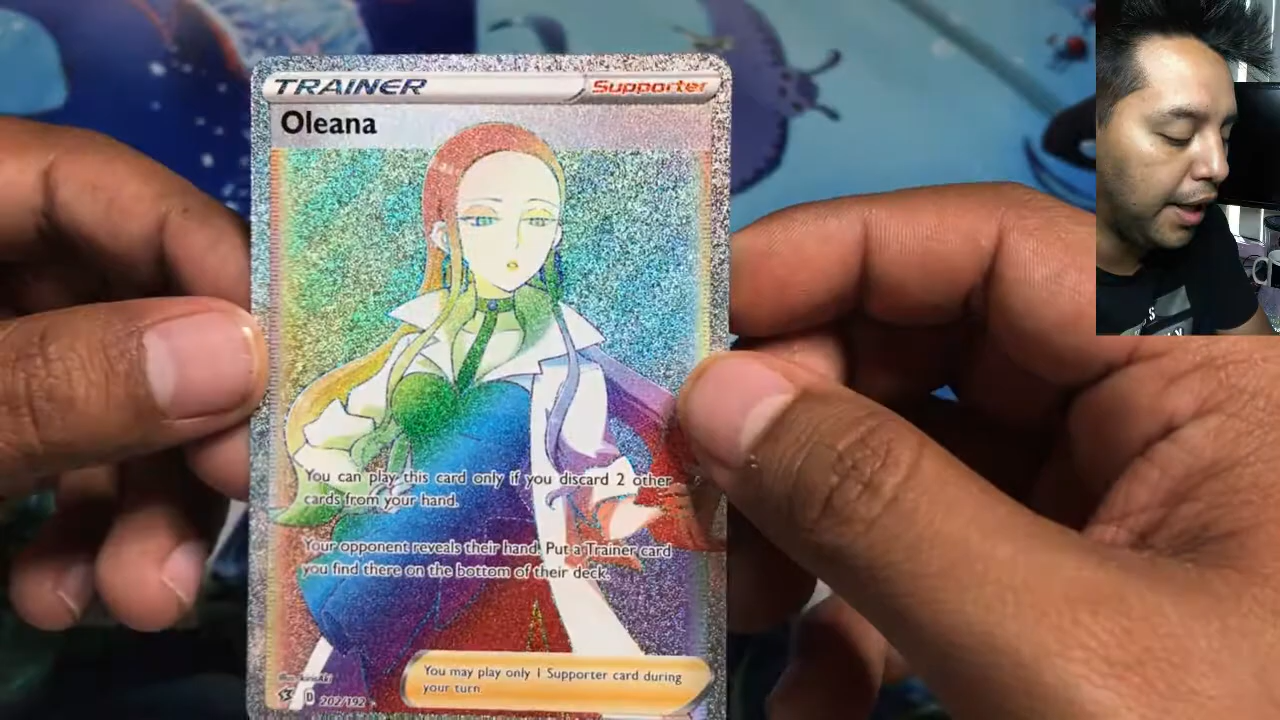 TRAINER
Supporter
Oleana
You can play this card only if you discard 2 other
cards from your hand.
Your opponent reveals their hand. Put a Trainer card
you find there on the bottom of their deck.
You may play only 1 Supporter card during
your turn.
D 202/192